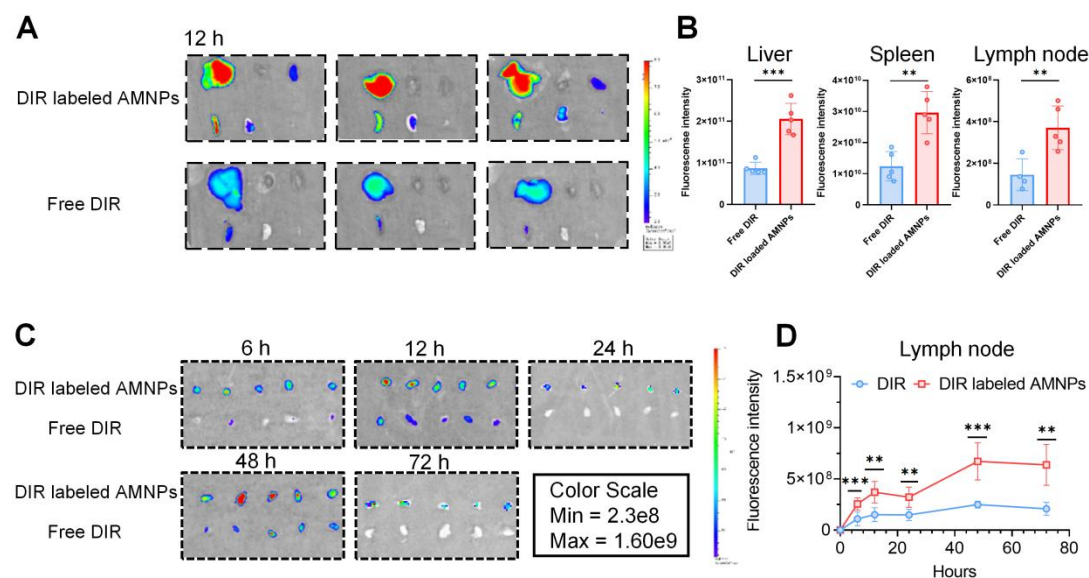 A
12 h
DIR labeled AMNPs
Free DIR
B
Liver
Spleen
Lymph node
***
**
**
Fluorescense intensity
3×10¹¹
2×10¹¹
1×10¹¹
0
Fluorescense intensity
5×10¹⁰
4×10¹⁰
3×10¹⁰
2×10¹⁰
1×10¹⁰
0
Fluorescense intensity
6×10⁸
4×10⁸
2×10⁸
0
Free DIR
DIR loaded AMNPs
Free DIR
DIR loaded AMNPs
Free DIR
DIR loaded AMNPs
C
6 h
12 h
24 h
DIR labeled AMNPs
Free DIR
48 h
72 h
DIR labeled AMNPs
Free DIR
Color Scale
Min = 2.3e8
Max = 1.60e9
D
Lymph node
DIR
DIR labeled AMNPs
Fluorescence intensity
1.5×10⁹
1×10⁹
5×10⁸
0
***
**
**
***
**
0
20
40
60
80
Hours